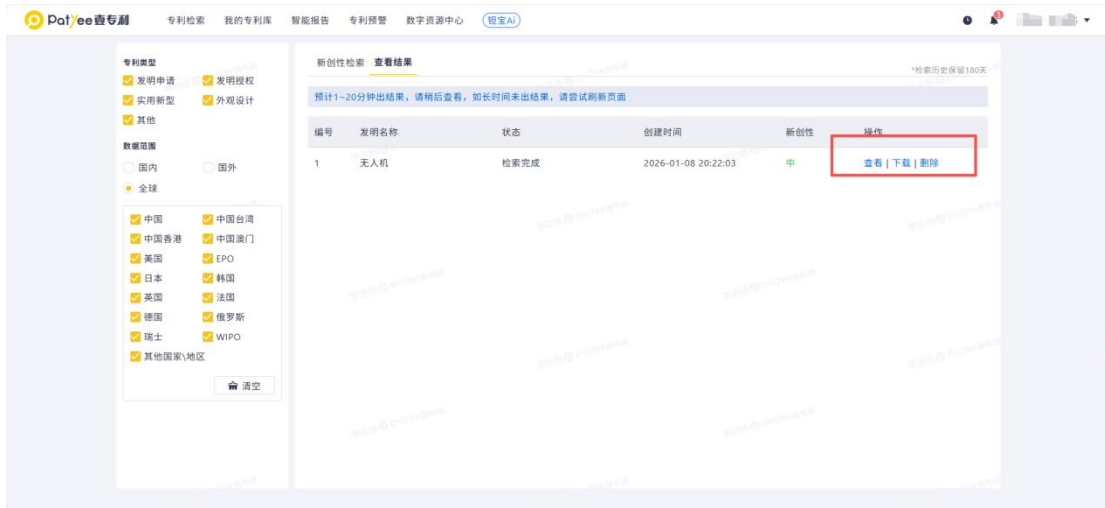 Patyee壹专利 专利检索 我的专利库 智能报告 专利预警 数字资源中心 钽宝Ai 3
专利类型
发明申请 发明授权
实用新型 外观设计
其他
数据范围
国内 国外
全球
中国 中国台湾
中国香港 中国澳门
美国 EPO
日本 韩国
英国 法国
德国 俄罗斯
瑞士 WIPO
其他国家\地区
清空
新创性检索 查看结果
*检索历史保留180天
预计1~20分钟出结果，请稍后查看，如长时间未出结果，请尝试刷新页面
编号 发明名称 状态 创建时间 新创性 操作
1 无人机 检索完成 2026-01-08 20:22:03 中 查看 | 下载 | 删除